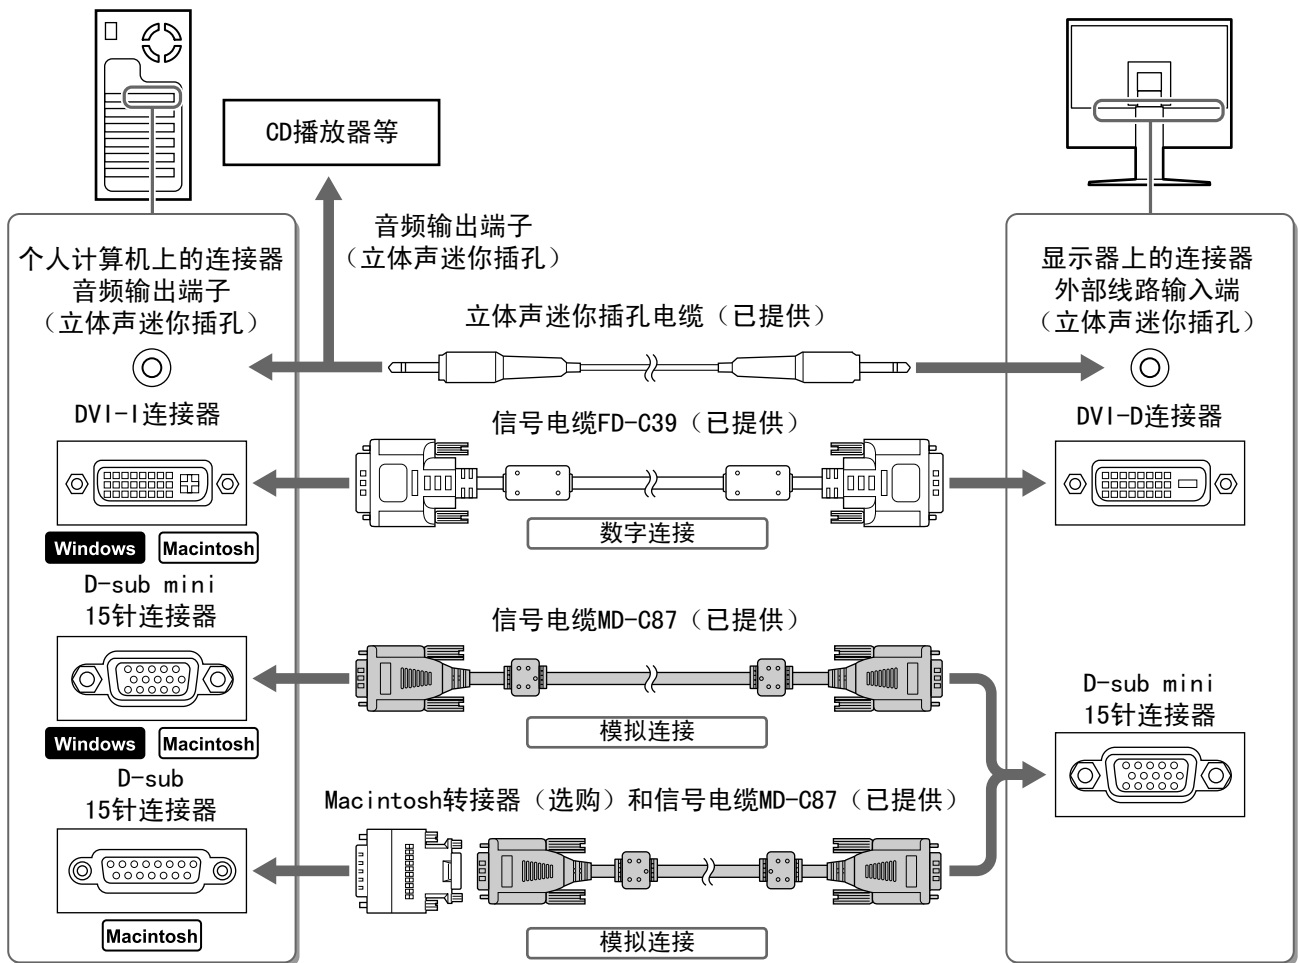 CD播放器等
音频输出端子
（立体声迷你插孔）
个人计算机上的连接器
音频输出端子
（立体声迷你插孔）
显示器上的连接器
外部线路输入端
（立体声迷你插孔）
立体声迷你插孔电缆（已提供）
DVI-I连接器
信号电缆FD-C39（已提供）
DVI-D连接器
数字连接
Windows
Macintosh
D-sub mini
15针连接器
信号电缆MD-C87（已提供）
D-sub mini
15针连接器
模拟连接
Windows
Macintosh
D-sub
15针连接器
Macintosh转接器（选购）和信号电缆MD-C87（已提供）
Macintosh
模拟连接